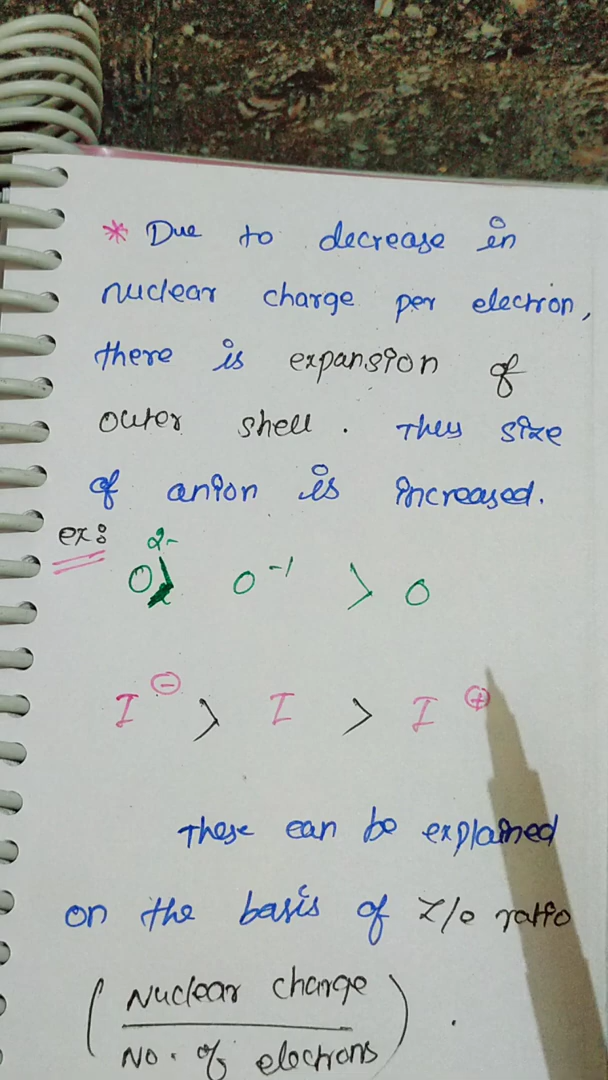 * Due to decrease in
nuclear charge per electron,
there is expansion of
outer shell. Thus size
of anion is increased.
ex:
O²⁻ > O⁻¹ > O
I⊖ > I > I⊕
These can be explained
on the basis of Z/e ratio
(Nuclear charge
No. of electrons).